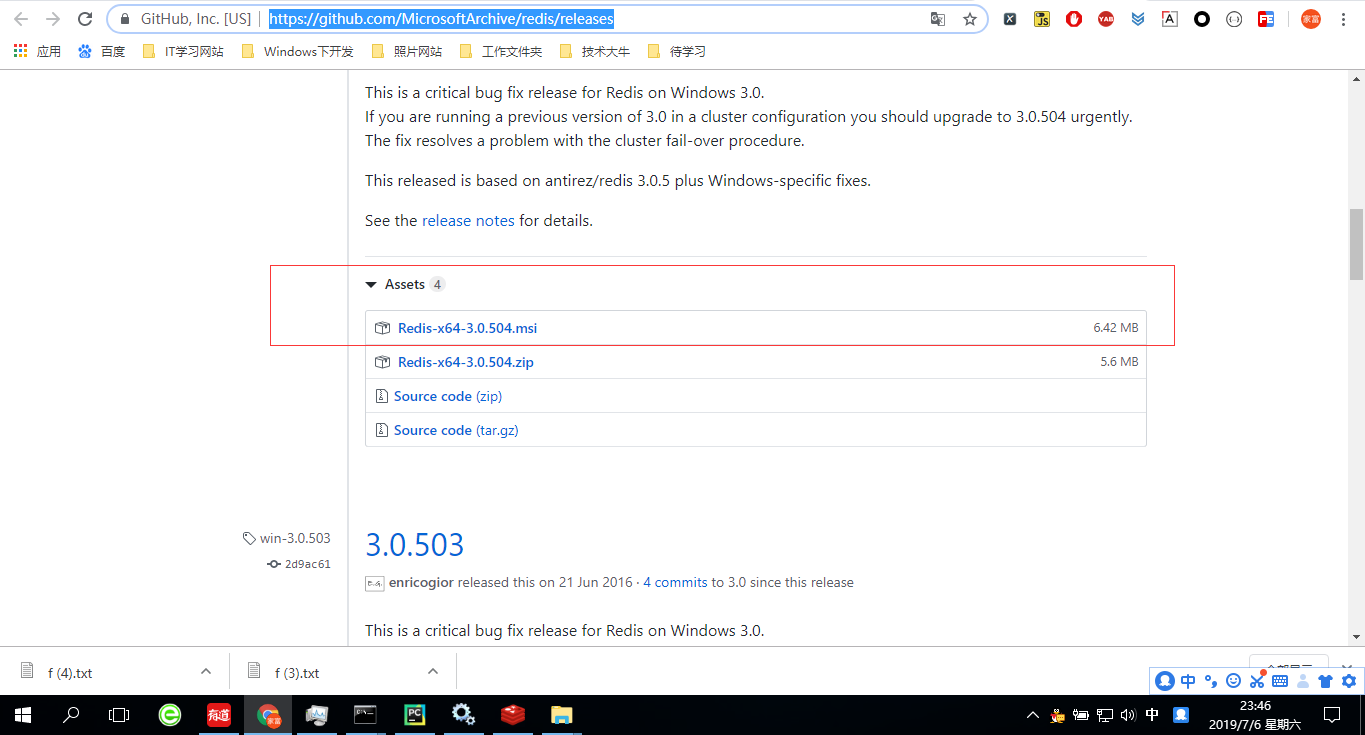 GitHub, Inc. [US] | https://github.com/MicrosoftArchive/redis/releases
应用 百度 IT学习网站 Windows下开发 照片网站 工作文件夹 技术大牛 待学习
This is a critical bug fix release for Redis on Windows 3.0.
If you are running a previous version of 3.0 in a cluster configuration you should upgrade to 3.0.504 urgently.
The fix resolves a problem with the cluster fail-over procedure.
This released is based on antirez/redis 3.0.5 plus Windows-specific fixes.
See the release notes for details.
Assets 4
Redis-x64-3.0.504.msi 6.42 MB
Redis-x64-3.0.504.zip 5.6 MB
Source code (zip)
Source code (tar.gz)
win-3.0.503
2d9ac61
3.0.503
enricogior released this on 21 Jun 2016 · 4 commits to 3.0 since this release
This is a critical bug fix release for Redis on Windows 3.0.
f (4).txt f (3).txt
中
有道 家富 PC 中 23:46
2019/7/6 星期六